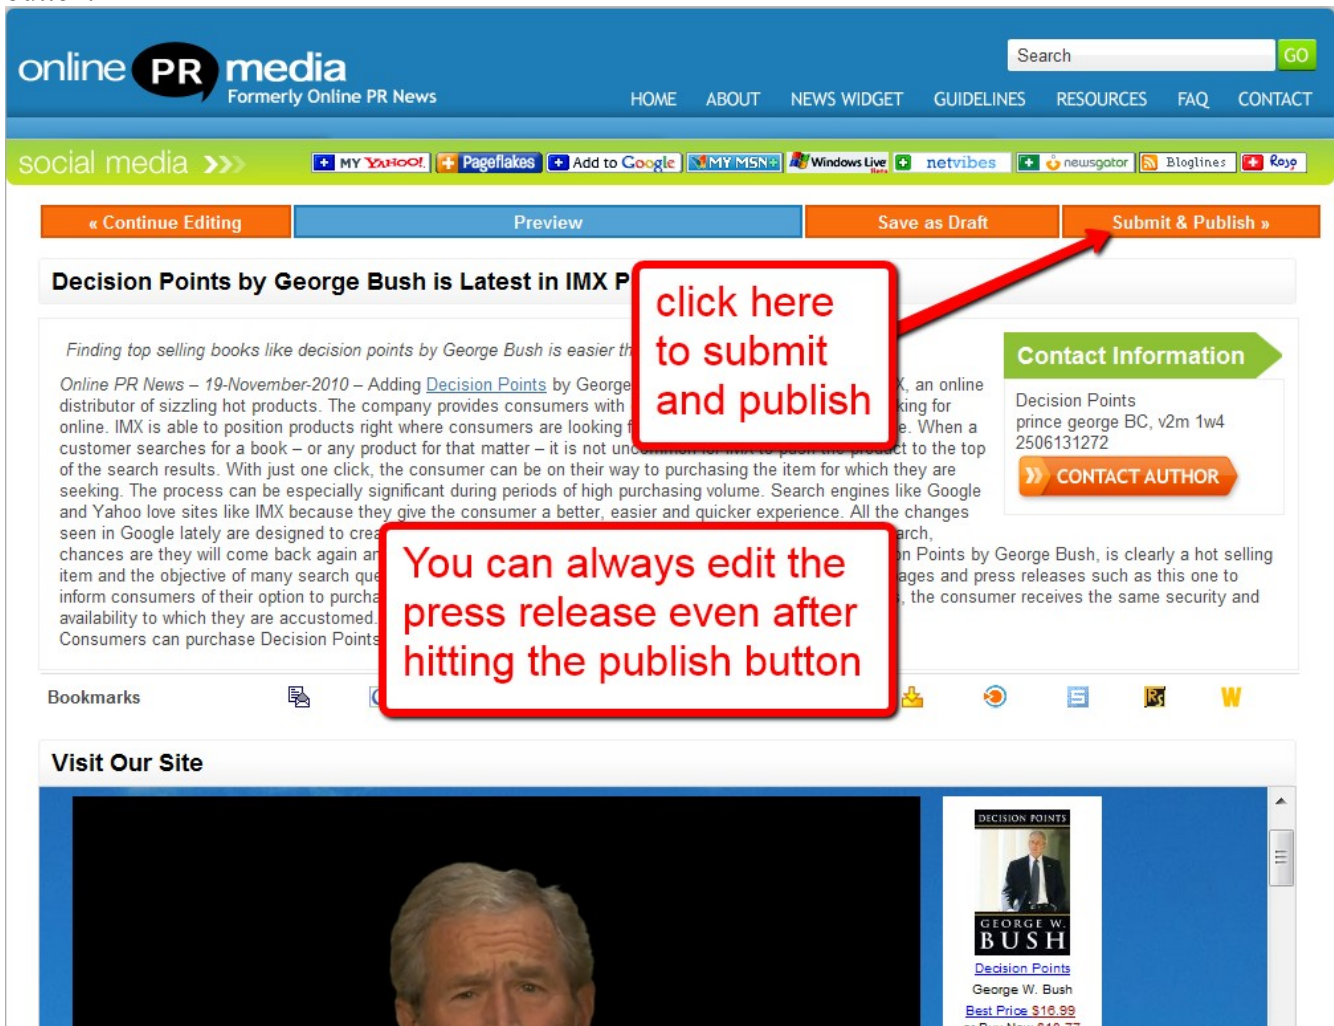 online PR media
Formerly Online PR News
Search
GO
HOME ABOUT NEWS WIDGET GUIDELINES RESOURCES FAQ CONTACT
social media
MY YAHOO! Pageflakes Add to Google MY MSN Windows Live Beta netvibes newsgator Bloglines Rojo
« Continue Editing Preview Save as Draft Submit & Publish »
Decision Points by George Bush is Latest in IMX P
click here
to submit
and publish
Finding top selling books like decision points by George Bush is easier
Online PR News – 19-November-2010 – Adding Decision Points by George an online
distributor of sizzling hot products. The company provides consumers with for
online. IMX is able to position products right where consumers are looking When a
customer searches for a book – or any product for that matter – it is not uncommon for IMX to push the product to the top
of the search results. With just one click, the consumer can be on their way to purchasing the item for which they are
seeking. The process can be especially significant during periods of high purchasing volume. Search engines like Google
and Yahoo love sites like IMX because they give the consumer a better, easier and quicker experience. All the changes
seen in Google lately are designed to
chances are they will come back again Points by George Bush, is clearly a hot selling
item and the objective of many search and press releases such as this one to
inform consumers of their option to the consumer receives the same security and
availability to which they are accustomed.
Consumers can purchase Decision Points
Contact Information
Decision Points
prince george BC, v2m 1w4
2506131272
CONTACT AUTHOR
You can always edit the
press release even after
hitting the publish button
Bookmarks
Visit Our Site
DECISION POINTS
GEORGE W.
BUSH
Decision Points
George W. Bush
Best Price $16.99